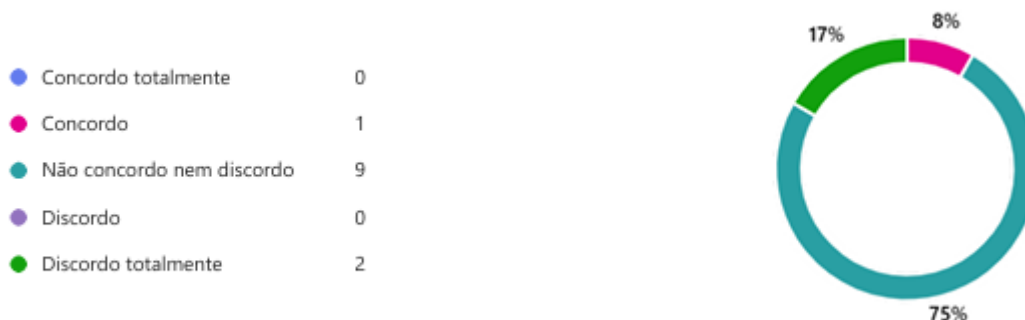 Concordo totalmente 0
Concordo 1
Não concordo nem discordo 9
Discordo 0
Discordo totalmente 2
17%
8%
75%